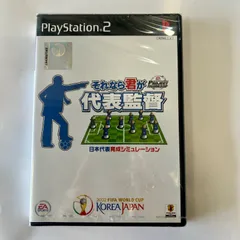 PlayStation 2
それなら君が
代表監督
日本代表育成シミュレーション
2002 FIFA WORLD CUP
KOREA JAPAN